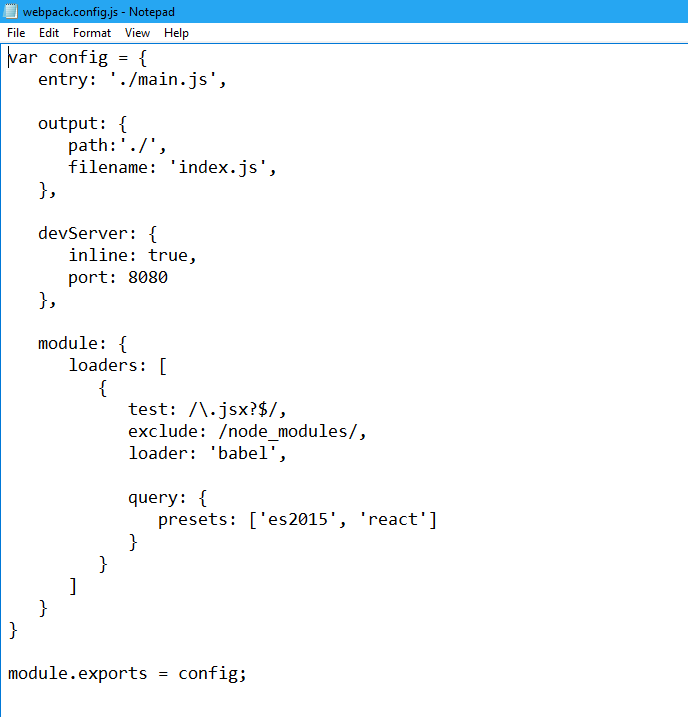 webpack.config.js - Notepad
File Edit Format View Help
var config = {
   entry: './main.js',

   output: {
      path:'./',
      filename: 'index.js',
   },

   devServer: {
      inline: true,
      port: 8080
   },

   module: {
      loaders: [
         {
            test: /\.jsx?$/,
            exclude: /node_modules/,
            loader: 'babel',

            query: {
               presets: ['es2015', 'react']
            }
         }
      ]
   }
}

module.exports = config;